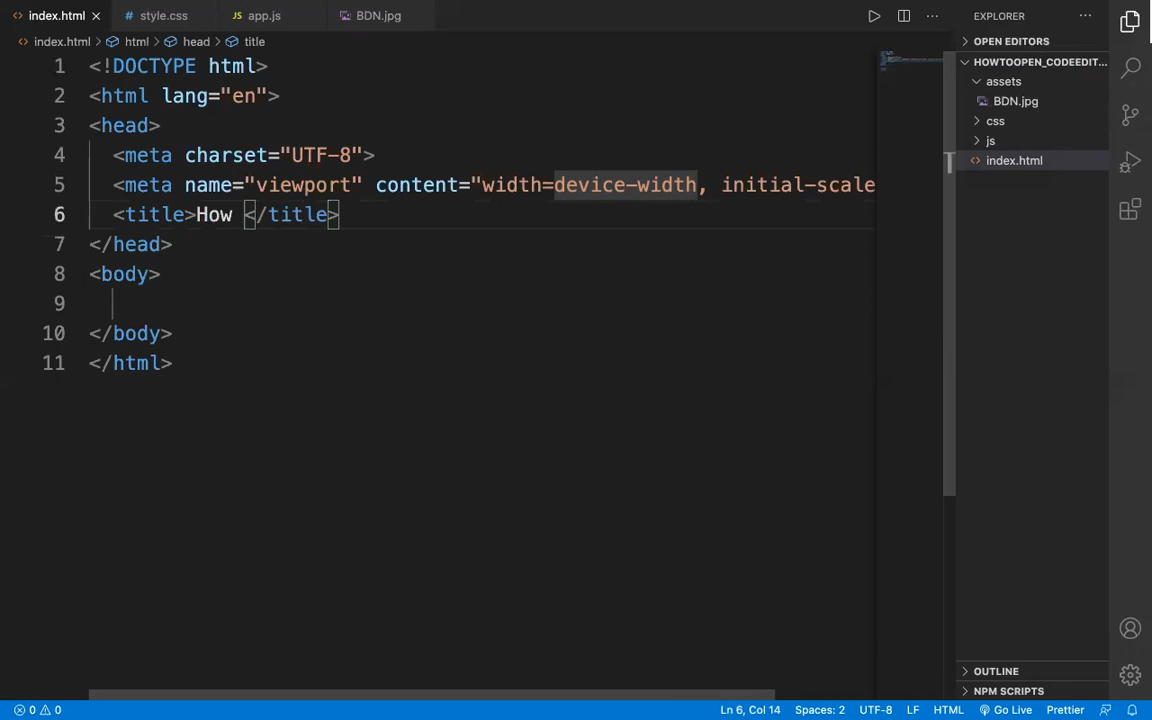 index.html
style.css
app.js
BDN.jpg
EXPLORER
index.html > html > head > title
OPEN EDITORS
HOWTOOPEN_CODEEDIT...
assets
BDN.jpg
css
js
index.html
1 <!DOCTYPE html>
2 <html lang="en">
3 <head>
4 <meta charset="UTF-8">
5 <meta name="viewport" content="width=device-width, initial-scale
6 <title>How </title>
7 </head>
8 <body>
9
10 </body>
11 </html>
OUTLINE
NPM SCRIPTS
0 0 Ln 6, Col 14 Spaces: 2 UTF-8 LF HTML Go Live Prettier